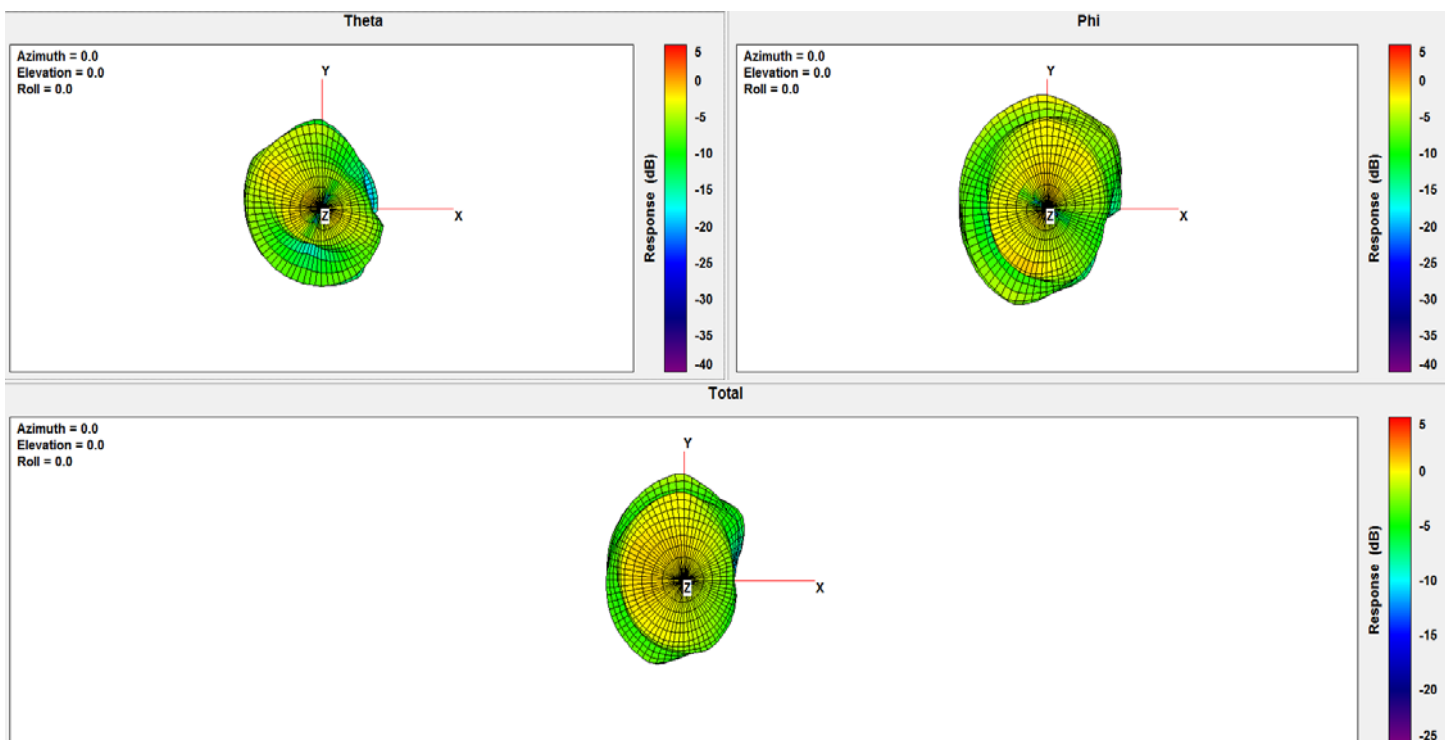 Theta
Azimuth = 0.0
Elevation = 0.0
Roll = 0.0
Y
X
Z
5
0
-5
-10
-15
-20
-25
-30
-35
-40
Response (dB)
Phi
Azimuth = 0.0
Elevation = 0.0
Roll = 0.0
Y
X
Z
5
0
-5
-10
-15
-20
-25
-30
-35
-40
Response (dB)
Total
Azimuth = 0.0
Elevation = 0.0
Roll = 0.0
Y
X
Z
5
0
-5
-10
-15
-20
-25
Response (dB)